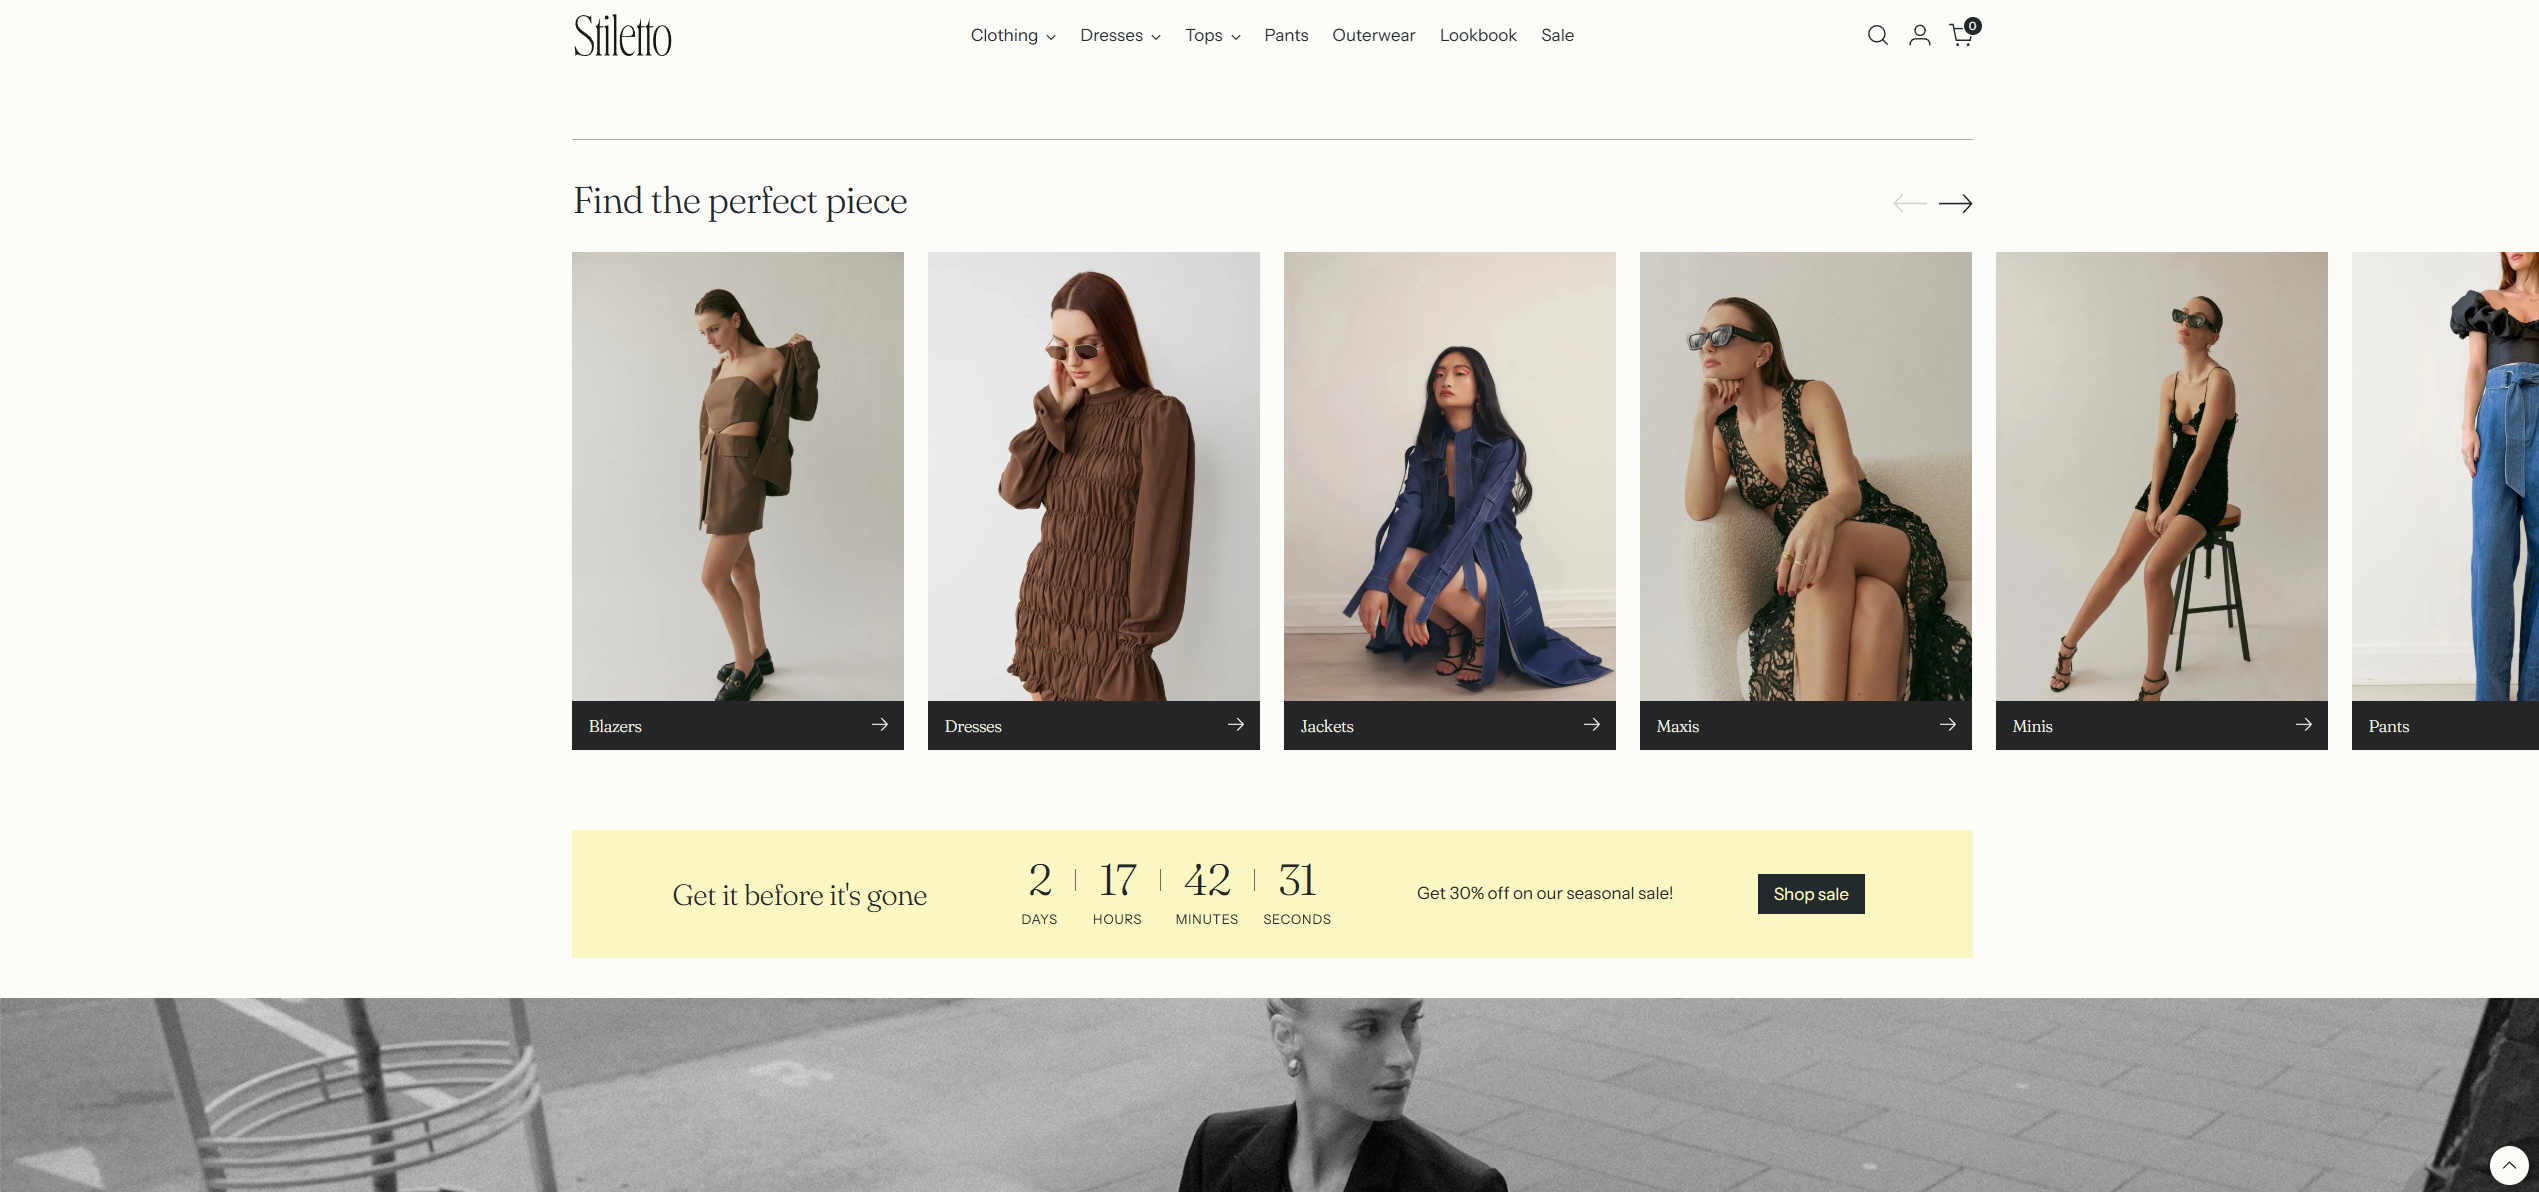 Stiletto
Clothing Dresses Tops Pants Outerwear Lookbook Sale
0
Find the perfect piece
Blazers
Dresses
Jackets
Maxis
Minis
Pants
Get it before it's gone
2 17 42 31
DAYS HOURS MINUTES SECONDS
Get 30% off on our seasonal sale!
Shop sale